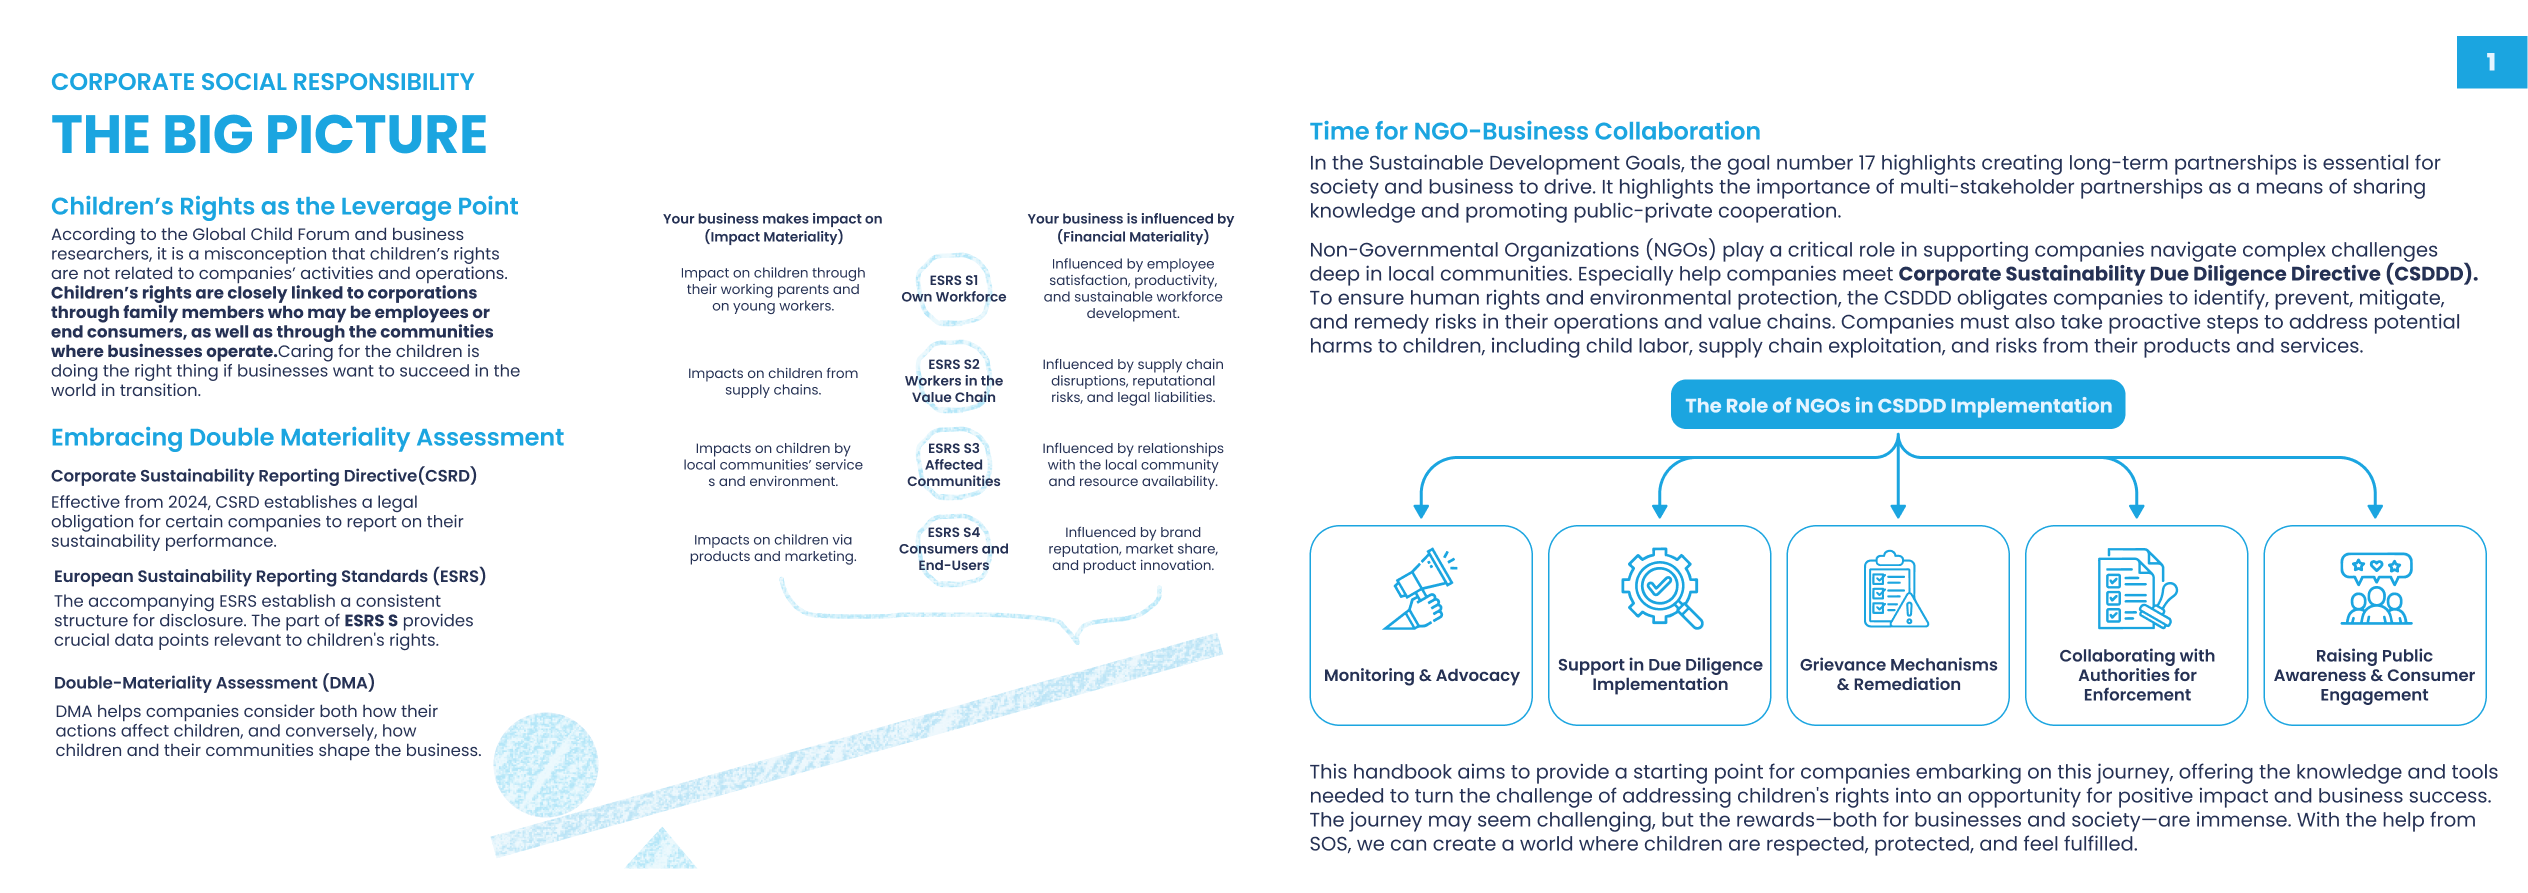 CORPORATE SOCIAL RESPONSIBILITY
THE BIG PICTURE
Children’s Rights as the Leverage Point
According to the Global Child Forum and business
researchers, it is a misconception that children’s rights
are not related to companies’ activities and operations.
Children’s rights are closely linked to corporations
through family members who may be employees or
end consumers, as well as through the communities
where businesses operate.Caring for the children is
doing the right thing if businesses want to succeed in the
world in transition.
Embracing Double Materiality Assessment
Corporate Sustainability Reporting Directive(CSRD)
Effective from 2024, CSRD establishes a legal
obligation for certain companies to report on their
sustainability performance.
European Sustainability Reporting Standards (ESRS)
The accompanying ESRS establish a consistent
structure for disclosure. The part of ESRS S provides
crucial data points relevant to children's rights.
Double-Materiality Assessment (DMA)
DMA helps companies consider both how their
actions affect children, and conversely, how
children and their communities shape the business.
Your business makes impact on
(Impact Materiality)
Your business is influenced by
(Financial Materiality)
Impact on children through
their working parents and
on young workers.
ESRS S1
Own Workforce
Influenced by employee
satisfaction, productivity,
and sustainable workforce
development.
Impacts on children from
supply chains.
ESRS S2
Workers in the
Value Chain
Influenced by supply chain
disruptions, reputational
risks, and legal liabilities.
Impacts on children by
local communities’ service
s and environment.
ESRS S3
Affected
Communities
Influenced by relationships
with the local community
and resource availability.
Impacts on children via
products and marketing.
ESRS S4
Consumers and
End-Users
Influenced by brand
reputation, market share,
and product innovation.
1
Time for NGO-Business Collaboration
In the Sustainable Development Goals, the goal number 17 highlights creating long-term partnerships is essential for
society and business to drive. It highlights the importance of multi-stakeholder partnerships as a means of sharing
knowledge and promoting public-private cooperation.
Non-Governmental Organizations (NGOs) play a critical role in supporting companies navigate complex challenges
deep in local communities. Especially help companies meet Corporate Sustainability Due Diligence Directive (CSDDD).
To ensure human rights and environmental protection, the CSDDD obligates companies to identify, prevent, mitigate,
and remedy risks in their operations and value chains. Companies must also take proactive steps to address potential
harms to children, including child labor, supply chain exploitation, and risks from their products and services.
The Role of NGOs in CSDDD Implementation
Monitoring & Advocacy
Support in Due Diligence
Implementation
Grievance Mechanisms
& Remediation
Collaborating with
Authorities for
Enforcement
Raising Public
Awareness & Consumer
Engagement
This handbook aims to provide a starting point for companies embarking on this journey, offering the knowledge and tools
needed to turn the challenge of addressing children's rights into an opportunity for positive impact and business success.
The journey may seem challenging, but the rewards—both for businesses and society—are immense. With the help from
SOS, we can create a world where children are respected, protected, and feel fulfilled.